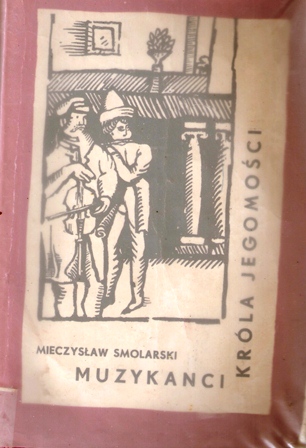 MIECZYSŁAW SMOLARSKI
MUZYKANCI
KRÓLA JEGOMOŚCI